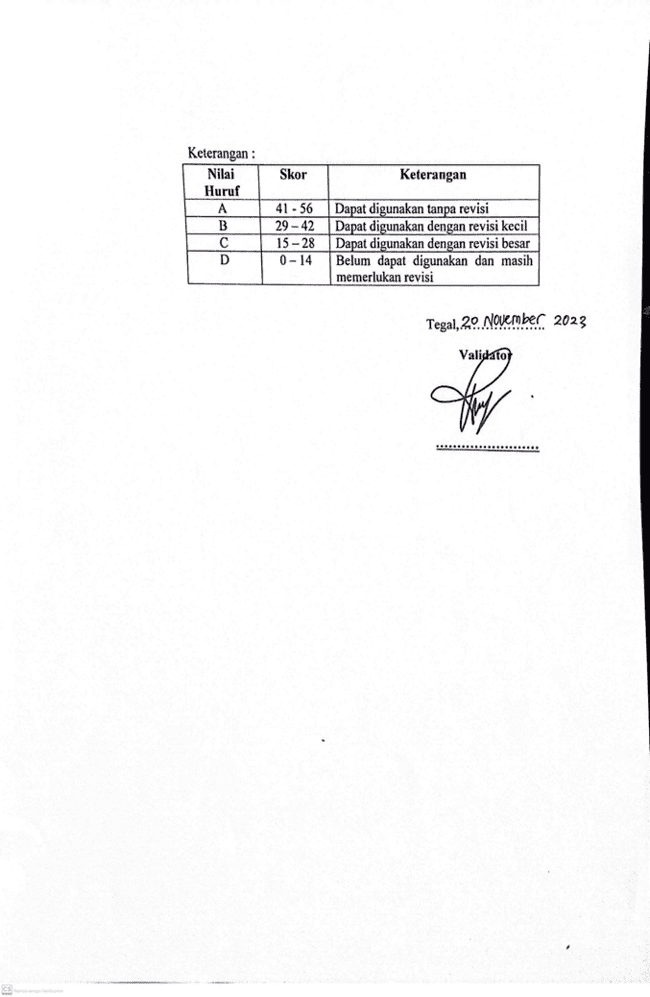 Keterangan :
Nilai Huruf Skor Keterangan
A 41 - 56 Dapat digunakan tanpa revisi
B 29 – 42 Dapat digunakan dengan revisi kecil
C 15 – 28 Dapat digunakan dengan revisi besar
D 0 – 14 Belum dapat digunakan dan masih
memerlukan revisi
Tegal, 20 November 2023
Validator